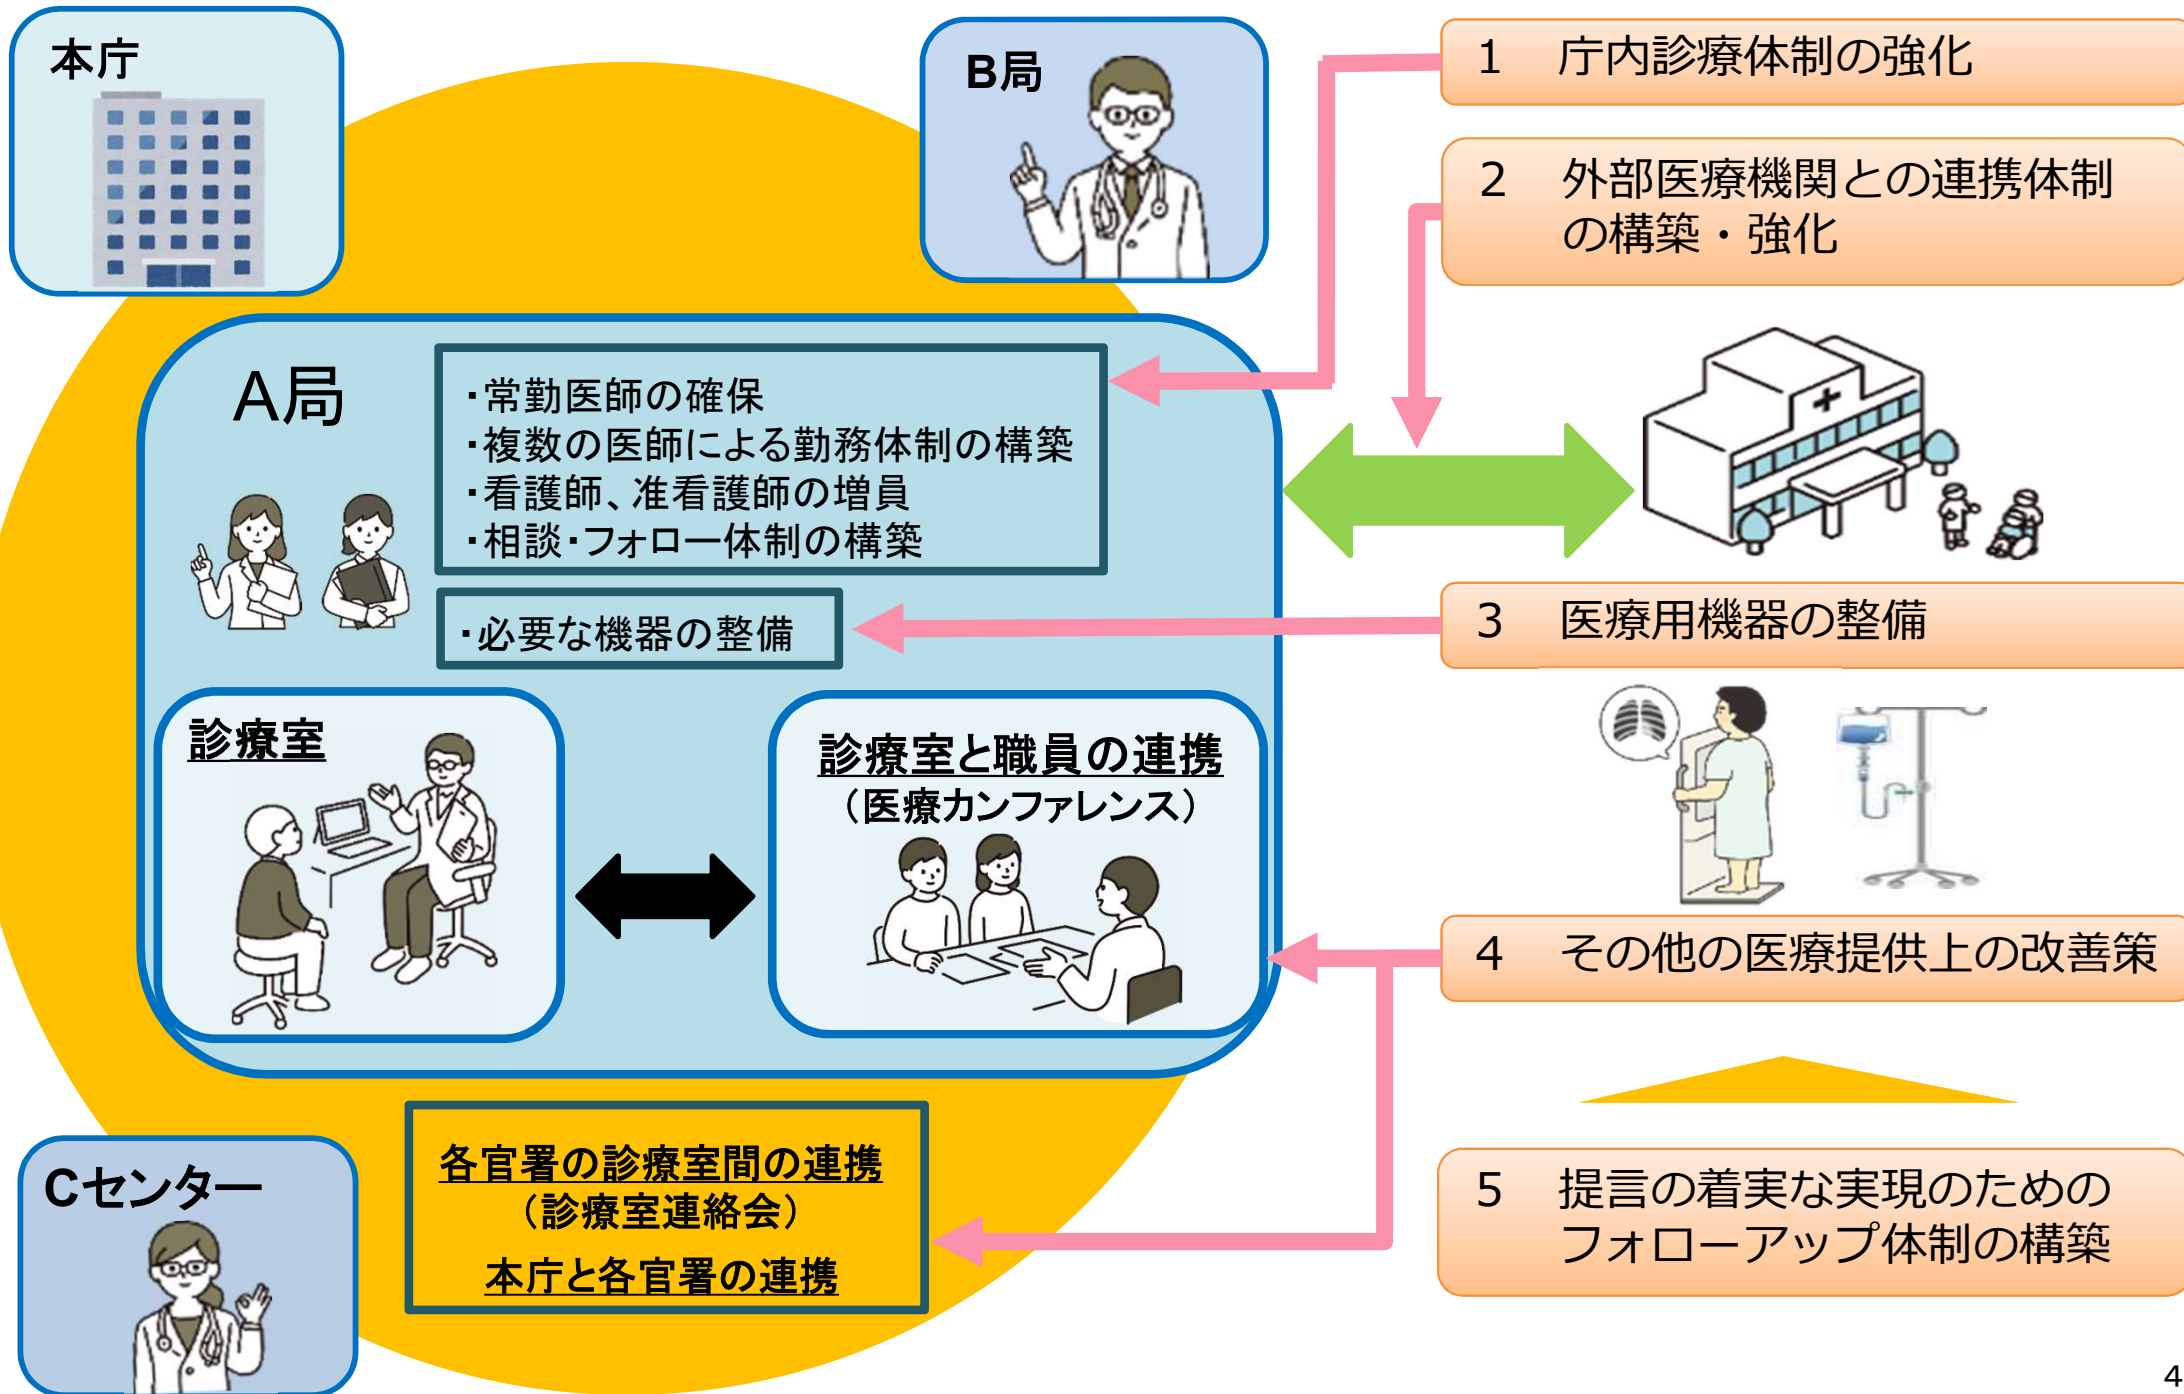 本庁
B局
A局
・常勤医師の確保
・複数の医師による勤務体制の構築
・看護師、准看護師の増員
・相談・フォロー体制の構築
・必要な機器の整備
診療室
診療室と職員の連携
（医療カンファレンス）
Cセンター
各官署の診療室間の連携
（診療室連絡会）
本庁と各官署の連携
1 庁内診療体制の強化
2 外部医療機関との連携体制
の構築・強化
3 医療用機器の整備
4 その他の医療提供上の改善策
5 提言の着実な実現のための
フォローアップ体制の構築
4